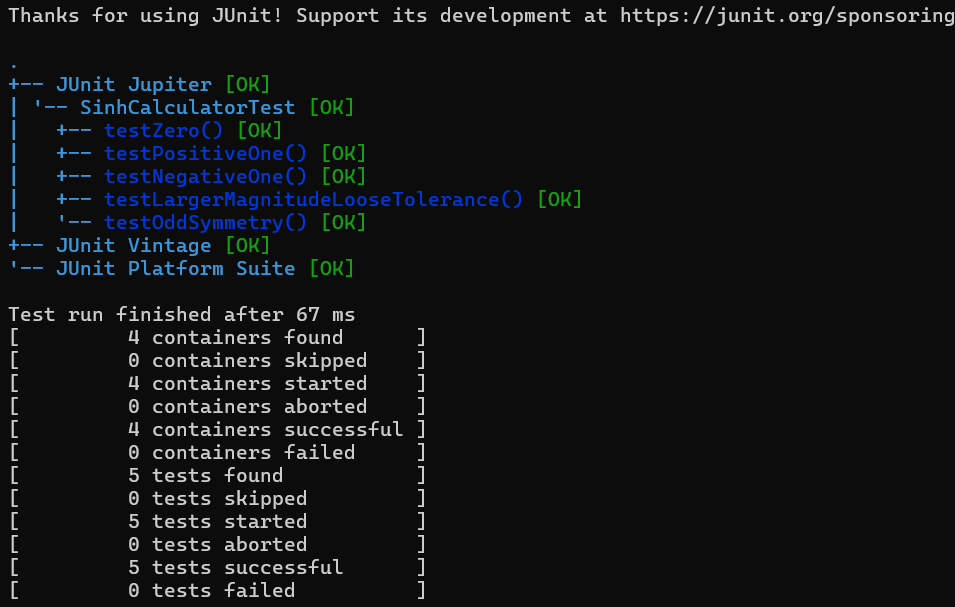 Thanks for using JUnit! Support its development at https://junit.org/sponsoring
.
+-- JUnit Jupiter [OK]
| '-- SinhCalculatorTest [OK]
|   +-- testZero() [OK]
|   +-- testPositiveOne() [OK]
|   +-- testNegativeOne() [OK]
|   +-- testLargerMagnitudeLooseTolerance() [OK]
|   '-- testOddSymmetry() [OK]
+-- JUnit Vintage [OK]
'-- JUnit Platform Suite [OK]
Test run finished after 67 ms
[         4 containers found      ]
[         0 containers skipped    ]
[         4 containers started    ]
[         0 containers aborted    ]
[         4 containers successful ]
[         0 containers failed     ]
[         5 tests found           ]
[         0 tests skipped         ]
[         5 tests started         ]
[         0 tests aborted         ]
[         5 tests successful      ]
[         0 tests failed          ]